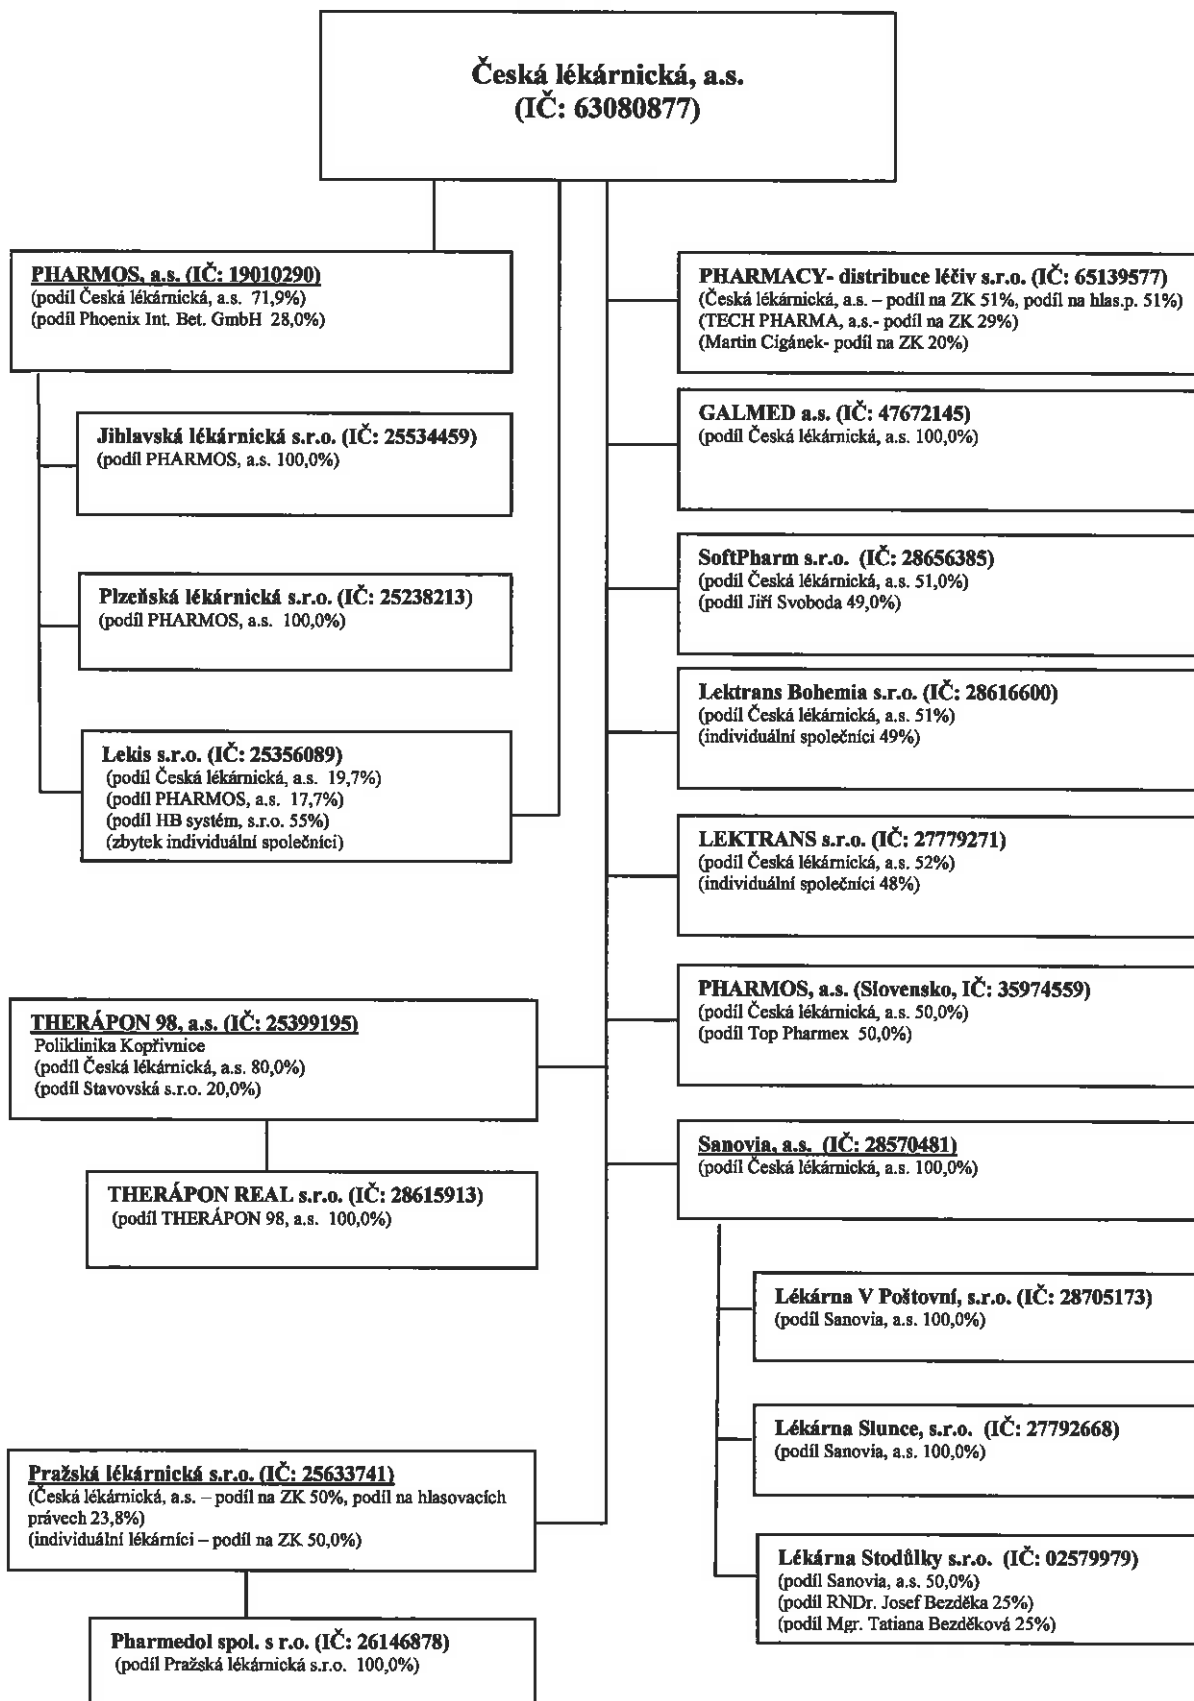 Česká lékárnická, a.s.
(IČ: 63080877)
PHARMOS, a.s. (IČ: 19010290)
(podíl Česká lékárnická, a.s. 71,9%)
(podíl Phoenix Int. Bet. GmbH 28,0%)
Jihlavská lékárnická s.r.o. (IČ: 25534459)
(podíl PHARMOS, a.s. 100,0%)
Plzeňská lékárnická s.r.o. (IČ: 25238213)
(podíl PHARMOS, a.s. 100,0%)
Lekis s.r.o. (IČ: 25356089)
(podíl Česká lékárnická, a.s. 19,7%)
(podíl PHARMOS, a.s. 17,7%)
(podíl HB systém, s.r.o. 55%)
(zbytek individuální společníci)
THERÁPON 98, a.s. (IČ: 25399195)
Poliklinika Kopřivnice
(podíl Česká lékárnická, a.s. 80,0%)
(podíl Stavovská s.r.o. 20,0%)
THERÁPON REAL s.r.o. (IČ: 28615913)
(podíl THERÁPON 98, a.s. 100,0%)
Pražská lékárnická s.r.o. (IČ: 25633741)
(Česká lékárnická, a.s. – podíl na ZK 50%, podíl na hlasovacích
právech 23,8%)
(individuální lékárníci – podíl na ZK 50,0%)
Pharmedol spol. s r.o. (IČ: 26146878)
(podíl Pražská lékárnická s.r.o. 100,0%)
PHARMACY- distribuce léčiv s.r.o. (IČ: 65139577)
(Česká lékárnická, a.s. – podíl na ZK 51%, podíl na hlas.p. 51%)
(TECH PHARMA, a.s.- podíl na ZK 29%)
(Martin Cigánek- podíl na ZK 20%)
GALMED a.s. (IČ: 47672145)
(podíl Česká lékárnická, a.s. 100,0%)
SoftPharm s.r.o. (IČ: 28656385)
(podíl Česká lékárnická, a.s. 51,0%)
(podíl Jiří Svoboda 49,0%)
Lektrans Bohemia s.r.o. (IČ: 28616600)
(podíl Česká lékárnická, a.s. 51%)
(individuální společníci 49%)
LEKTRANS s.r.o. (IČ: 27779271)
(podíl Česká lékárnická, a.s. 52%)
(individuální společníci 48%)
PHARMOS, a.s. (Slovensko, IČ: 35974559)
(podíl Česká lékárnická, a.s. 50,0%)
(podíl Top Pharmex 50,0%)
Sanovia, a.s. (IČ: 28570481)
(podíl Česká lékárnická, a.s. 100,0%)
Lékárna V Poštovní, s.r.o. (IČ: 28705173)
(podíl Sanovia, a.s. 100,0%)
Lékárna Slunce, s.r.o. (IČ: 27792668)
(podíl Sanovia, a.s. 100,0%)
Lékárna Stodůlky s.r.o. (IČ: 02579979)
(podíl Sanovia, a.s. 50,0%)
(podíl RNDr. Josef Bezděka 25%)
(podíl Mgr. Tatiana Bezděková 25%)